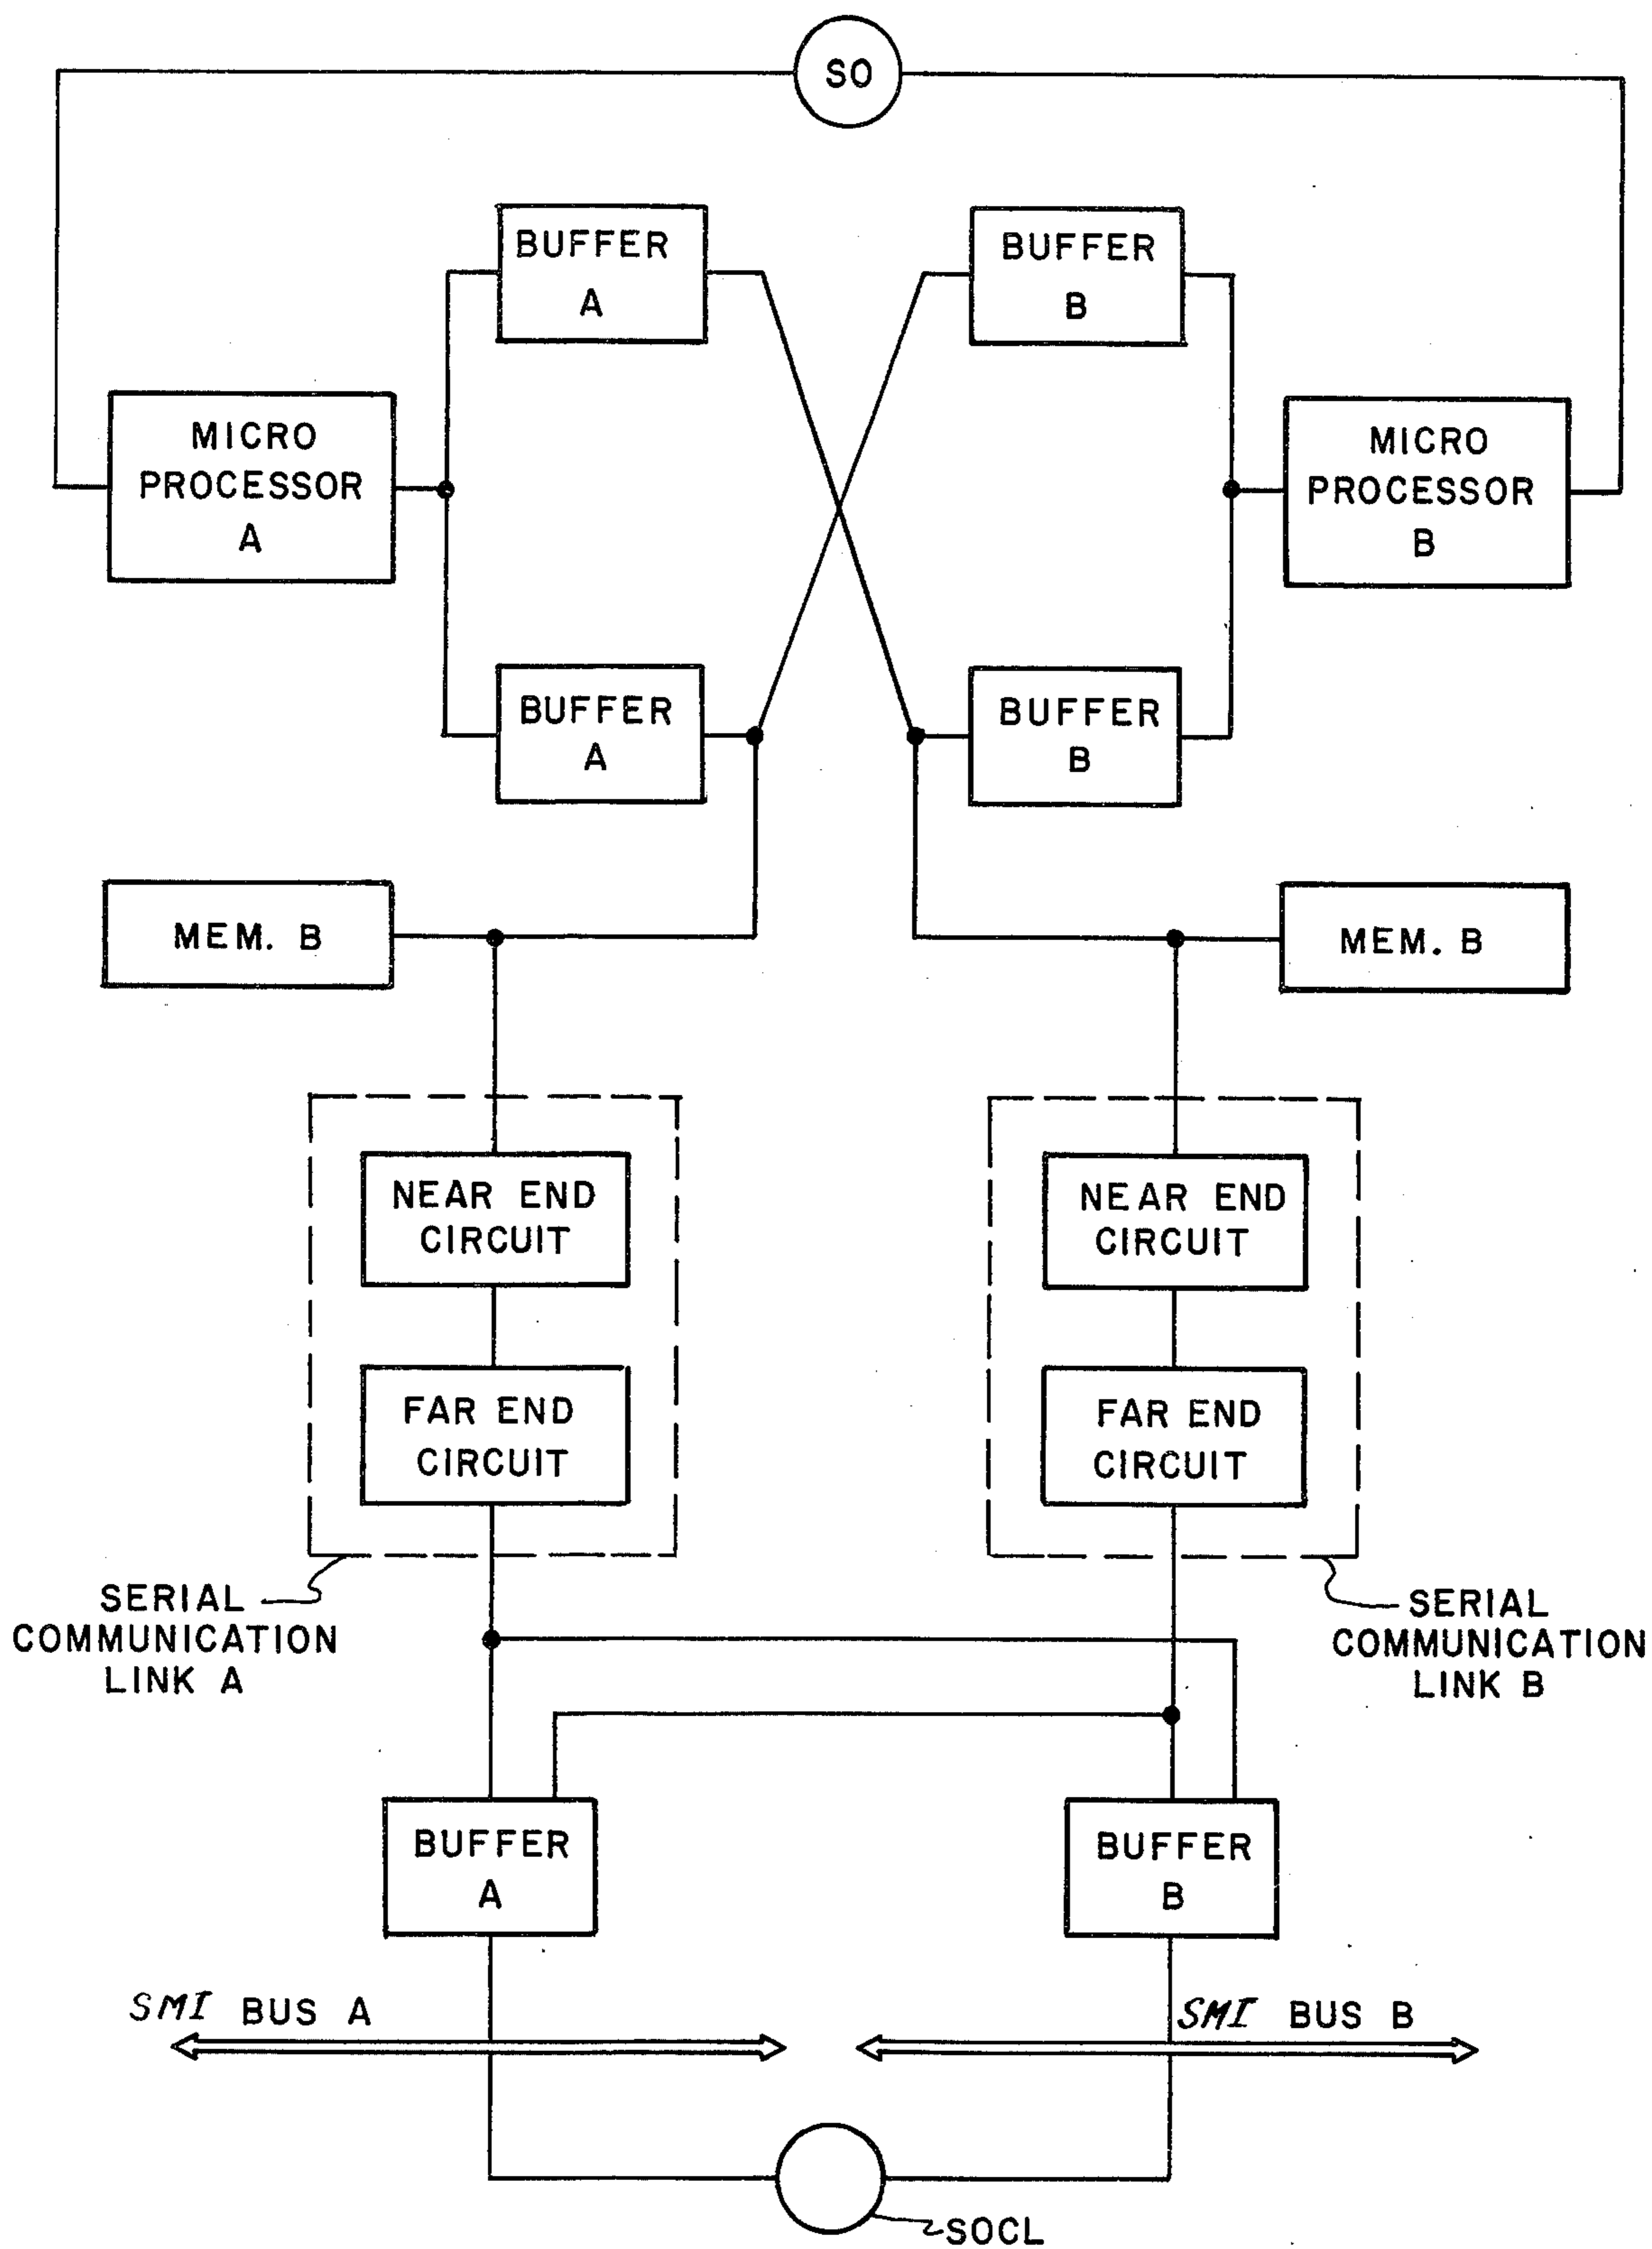 SO
BUFFER
A
BUFFER
B
MICRO
PROCESSOR
A
MICRO
PROCESSOR
B
BUFFER
A
BUFFER
B
MEM. B
MEM. B
NEAR END
CIRCUIT
NEAR END
CIRCUIT
FAR END
CIRCUIT
FAR END
CIRCUIT
SERIAL
COMMUNICATION
LINK A
SERIAL
COMMUNICATION
LINK B
BUFFER
A
BUFFER
B
SMI BUS A
SMI BUS B
SOCL